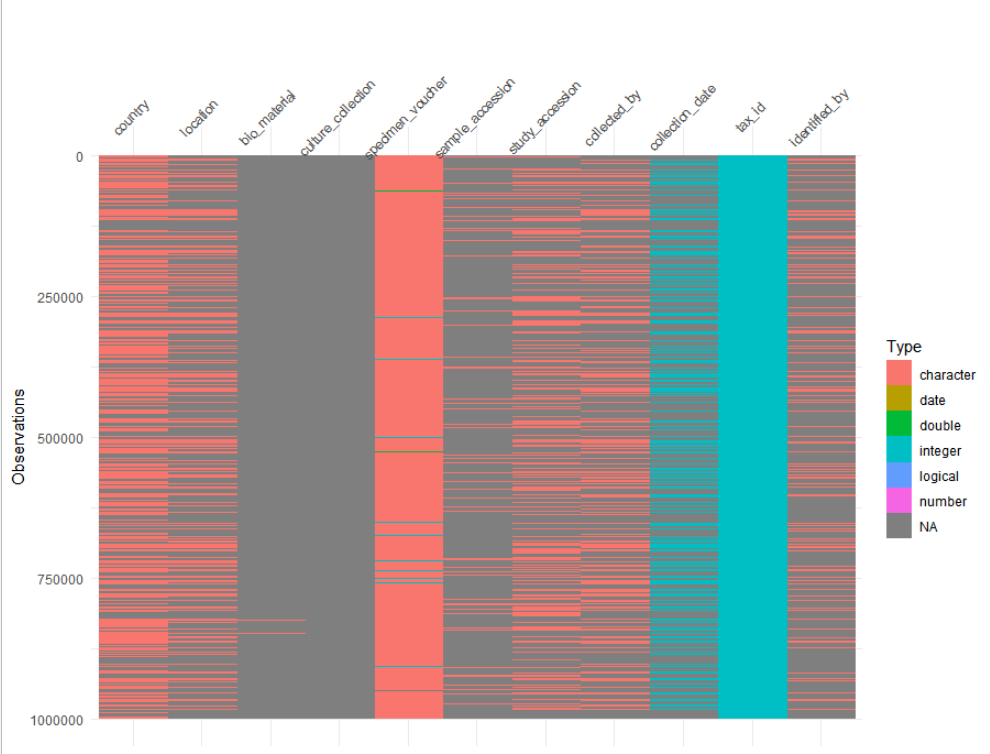 country
location
bio_material
culture_collection
specimen_voucher
sample_accession
study_accession
collected_by
collection_date
tax_id
identified_by
0
250000
500000
750000
1000000
Observations
Type
character
date
double
integer
logical
number
NA